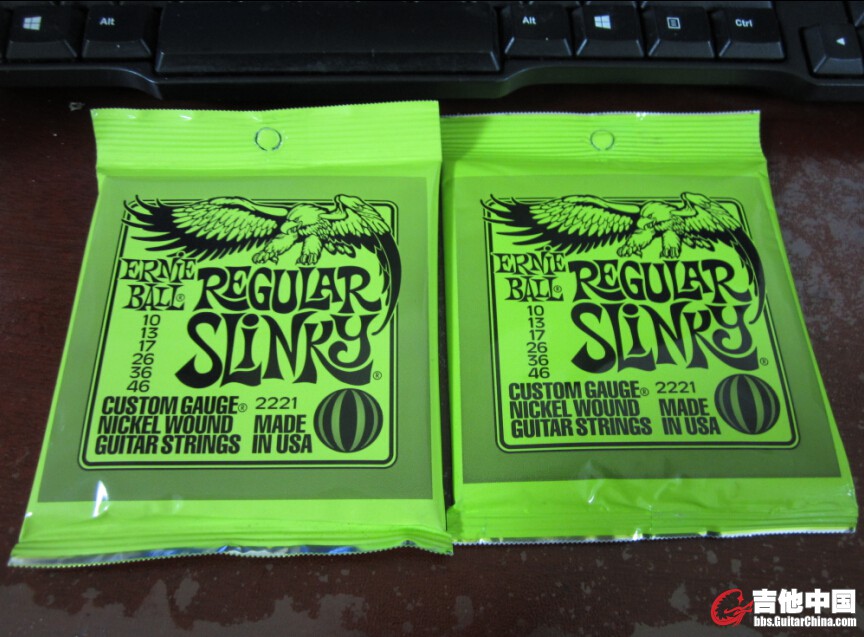 Alt
Alt
Ctrl
ERNIE
BALL®
REGULAR
SLINKY®
10
13
17
26
36
46
CUSTOM GAUGE® 2221
NICKEL WOUND
GUITAR STRINGS
MADE
IN USA
ERNIE
BALL®
REGULAR
SLINKY®
10
13
17
26
36
46
CUSTOM GAUGE® 2221
NICKEL WOUND
GUITAR STRINGS
MADE
IN USA
吉他中国
bbs.GuitarChina.com